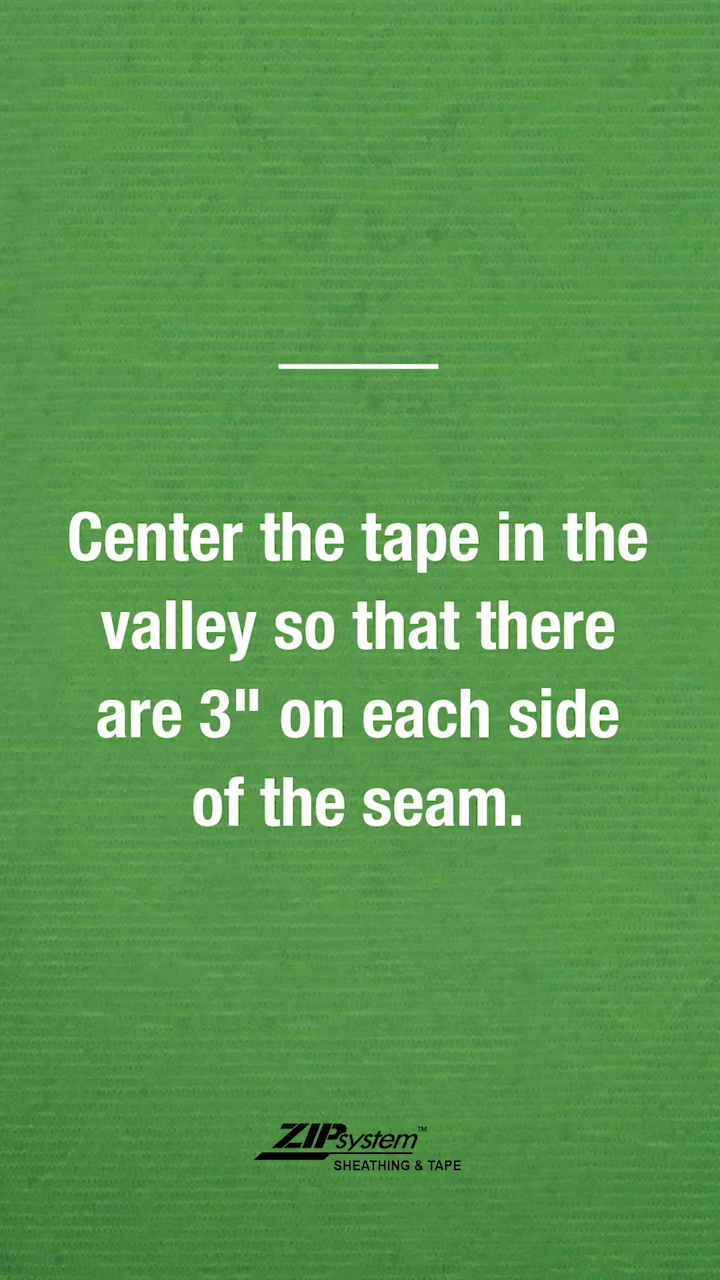 Center the tape in the
valley so that there
are 3" on each side
of the seam.
ZIPsystem™
SHEATHING & TAPE